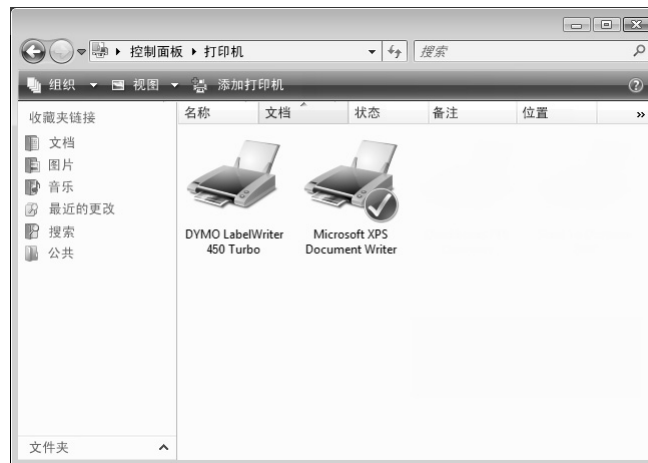 控制面板 打印机 搜索
组织 视图 添加打印机
收藏夹链接
文档
图片
音乐
最近的更改
搜索
公共
文件夹
名称 文档 状态 备注 位置 »
DYMO LabelWriter
450 Turbo
Microsoft XPS
Document Writer